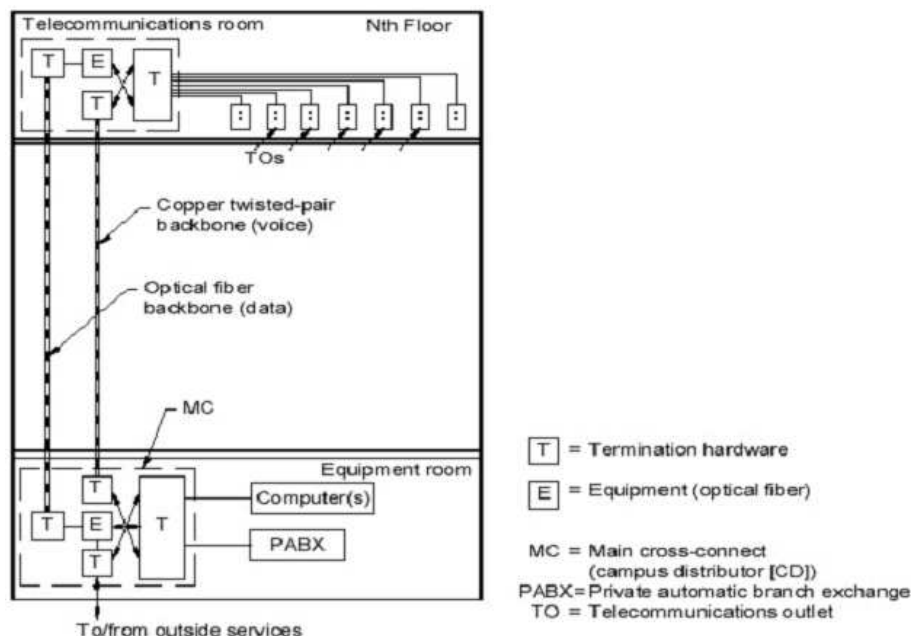 Telecommunications room
Nth Floor
T
E
T
T
TOs
Copper twisted-pair
backbone (voice)
Optical fiber
backbone (data)
MC
Equipment room
T
T
E
T
T
Computer(s)
PABX
To/from outside services
T = Termination hardware
E = Equipment (optical fiber)
MC = Main cross-connect
(campus distributor [CD])
PABX= Private automatic branch exchange
TO = Telecommunications outlet